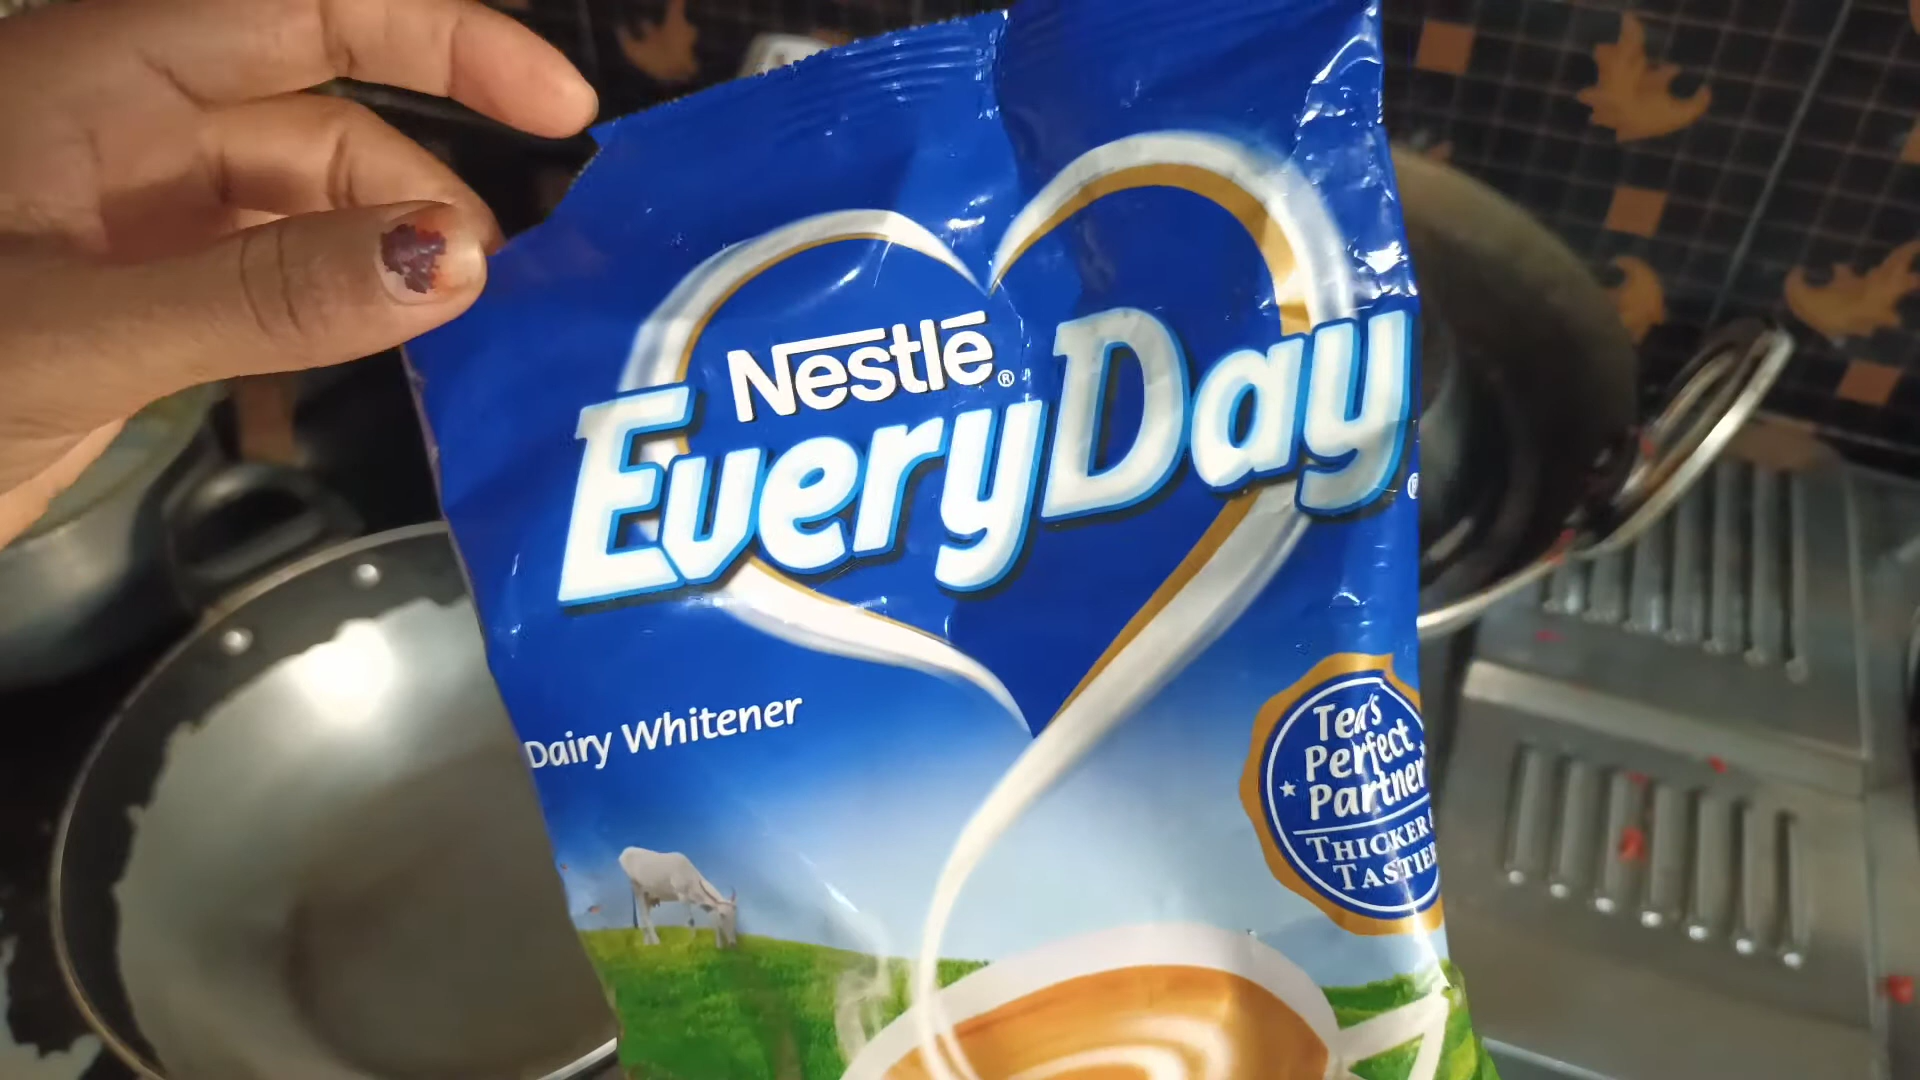 Nestlé®
EveryDay®
Dairy Whitener
Tea's
Perfect
Partner
THICKER &
TASTIER